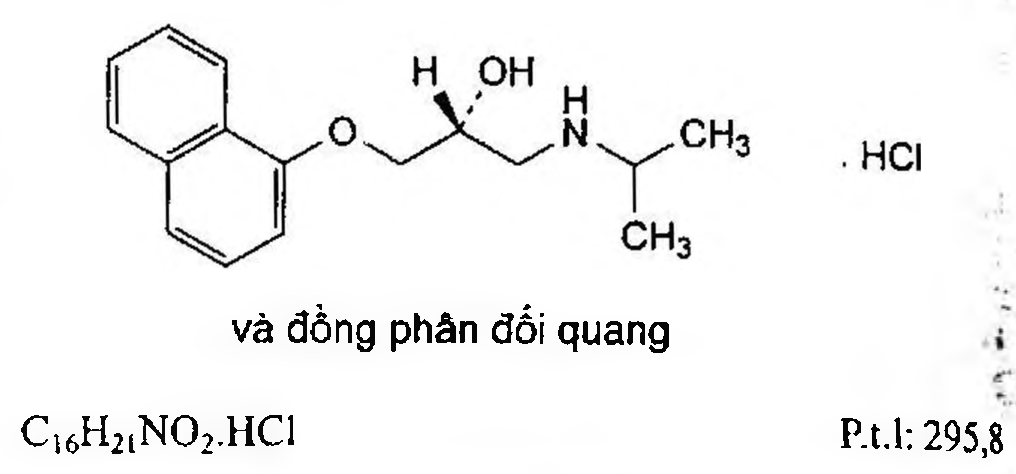 H OH
H
O N CH₃ . HCl
CH₃
và đồng phân đối quang
C₁₆H₂₁NO₂.HCl P.t.l: 295,8